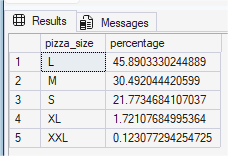 Results Messages
pizza_size percentage
1 L 45.8903330244889
2 M 30.492044420599
3 S 21.7734684107037
4 XL 1.72107684995364
5 XXL 0.123077294254725